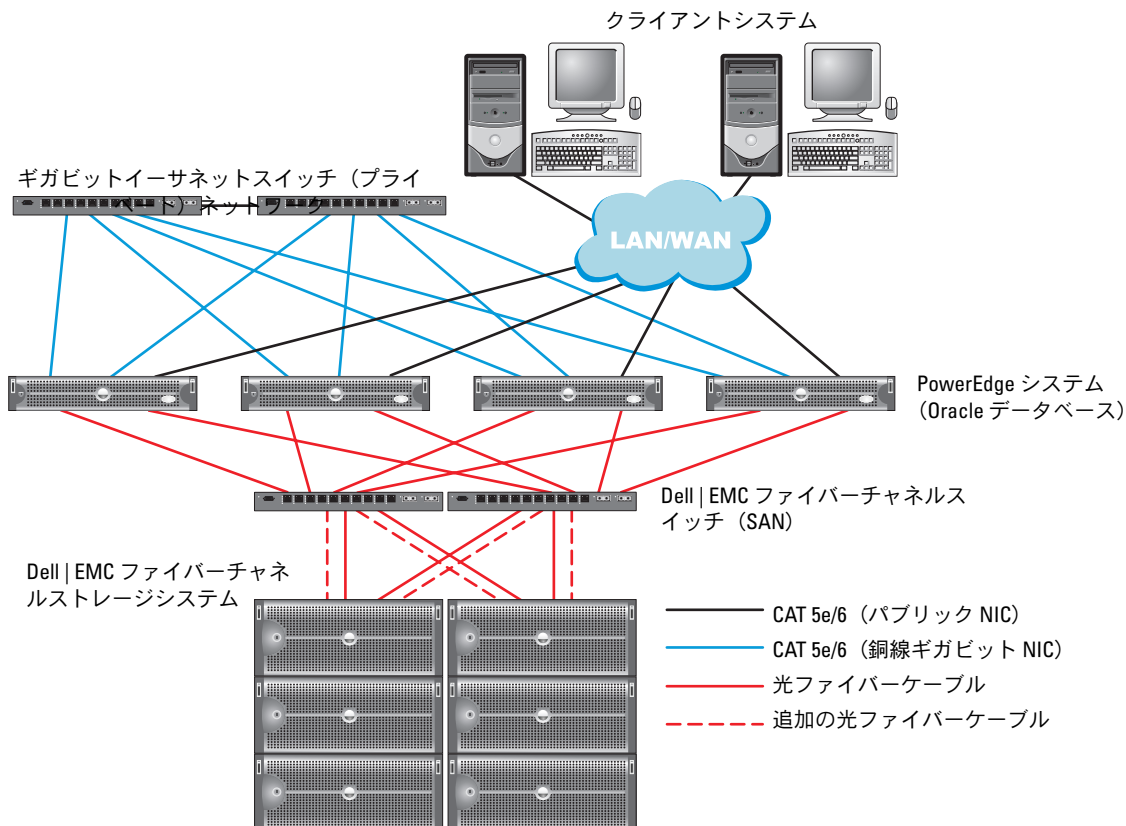 クライアントシステム
ギガビットイーサネットスイッチ（プライ
ベート）ネットワーク
LAN/WAN
PowerEdge システム
（Oracle データベース）
Dell | EMC ファイバーチャネルス
イッチ（SAN）
Dell | EMC ファイバーチャネ
ルストレージシステム
CAT 5e/6（パブリック NIC）
CAT 5e/6（銅線ギガビット NIC）
光ファイバーケーブル
追加の光ファイバーケーブル